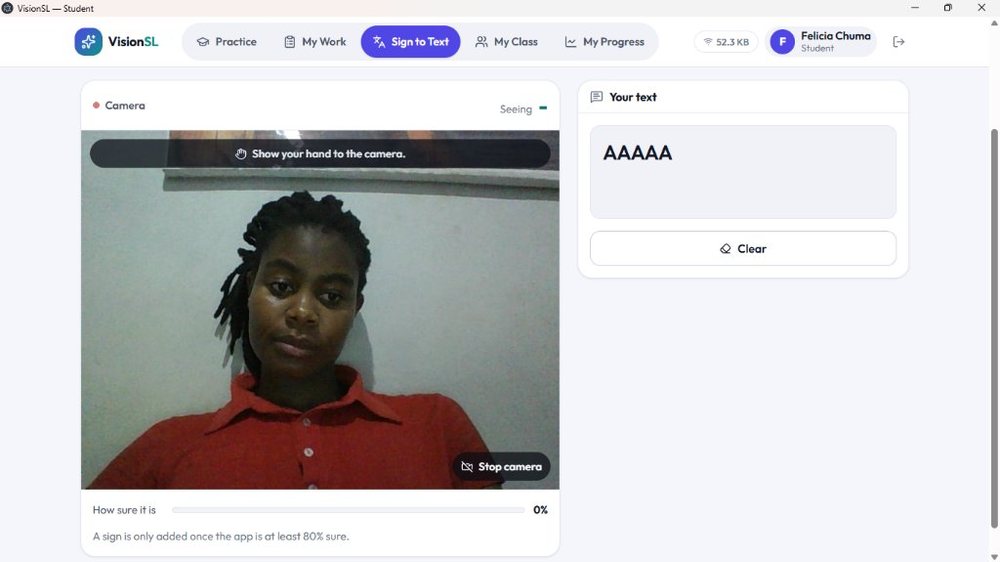 VisionSL — Student
VisionSL
Practice
My Work
Sign to Text
My Class
My Progress
52.3 KB
F
Felicia Chuma
Student
Camera
Seeing –
Show your hand to the camera.
Stop camera
How sure it is
0%
A sign is only added once the app is at least 80% sure.
Your text
AAAAA
Clear